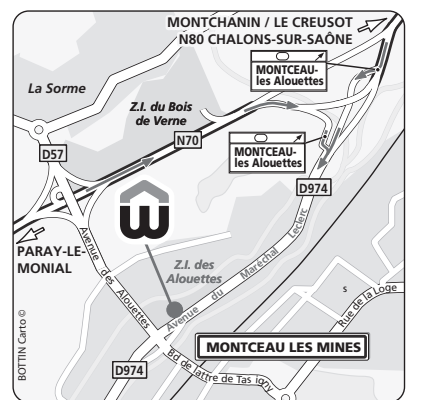 MONTCHANIN / LE CREUSOT
N80 CHALONS-SUR-SAÔNE
MONTCEAU-
les Alouettes
La Sorme
Z.I. du Bois
de Verne
N70
D57
MONTCEAU-
les Alouettes
D974
PARAY-LE-
MONIAL
Avenue des Alouettes
Z.I. des
Alouettes
Avenue du Maréchal Leclerc
s
Rue de la Loge
BOTTIN Carto ©
MONTCEAU LES MINES
D974
Bd de lattre de Tas igny